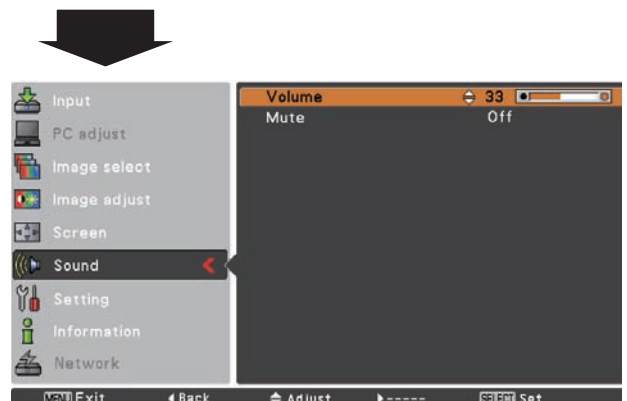 Input
PC adjust
Image select
Image adjust
Screen
Sound
Setting
Information
Network
Volume 33
Mute Off
MENU Exit ◀Back Adjust ▶----- SELECT Set